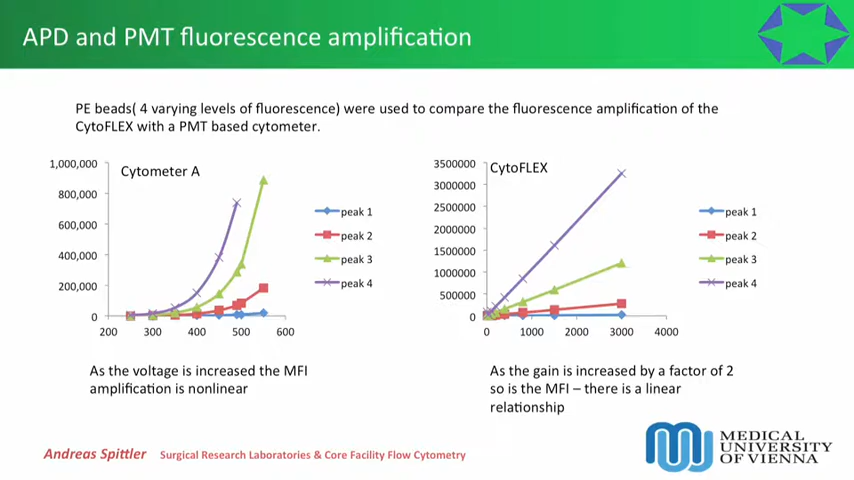 APD and PMT fluorescence amplification
PE beads( 4 varying levels of fluorescence) were used to compare the fluorescence amplification of the
CytoFLEX with a PMT based cytometer.
Cytometer A
1,000,000
800,000
600,000
400,000
200,000
0
200 300 400 500 600
peak 1
peak 2
peak 3
peak 4
CytoFLEX
3500000
3000000
2500000
2000000
1500000
1000000
500000
0
0 1000 2000 3000 4000
peak 1
peak 2
peak 3
peak 4
As the voltage is increased the MFI
amplification is nonlinear
As the gain is increased by a factor of 2
so is the MFI – there is a linear
relationship
Andreas Spittler Surgical Research Laboratories & Core Facility Flow Cytometry
MEDICAL
UNIVERSITY
OF VIENNA